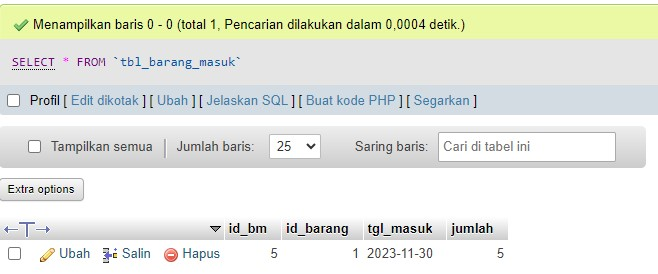 Menampilkan baris 0 - 0 (total 1, Pencarian dilakukan dalam 0,0004 detik.)
SELECT * FROM `tbl_barang_masuk`
Profil [ Edit dikotak ] [ Ubah ] [ Jelaskan SQL ] [ Buat kode PHP ] [ Segarkan ]
Tampilkan semua Jumlah baris: 25 Saring baris: Cari di tabel ini
Extra options
id_bm id_barang tgl_masuk jumlah
Ubah Salin Hapus 5 1 2023-11-30 5